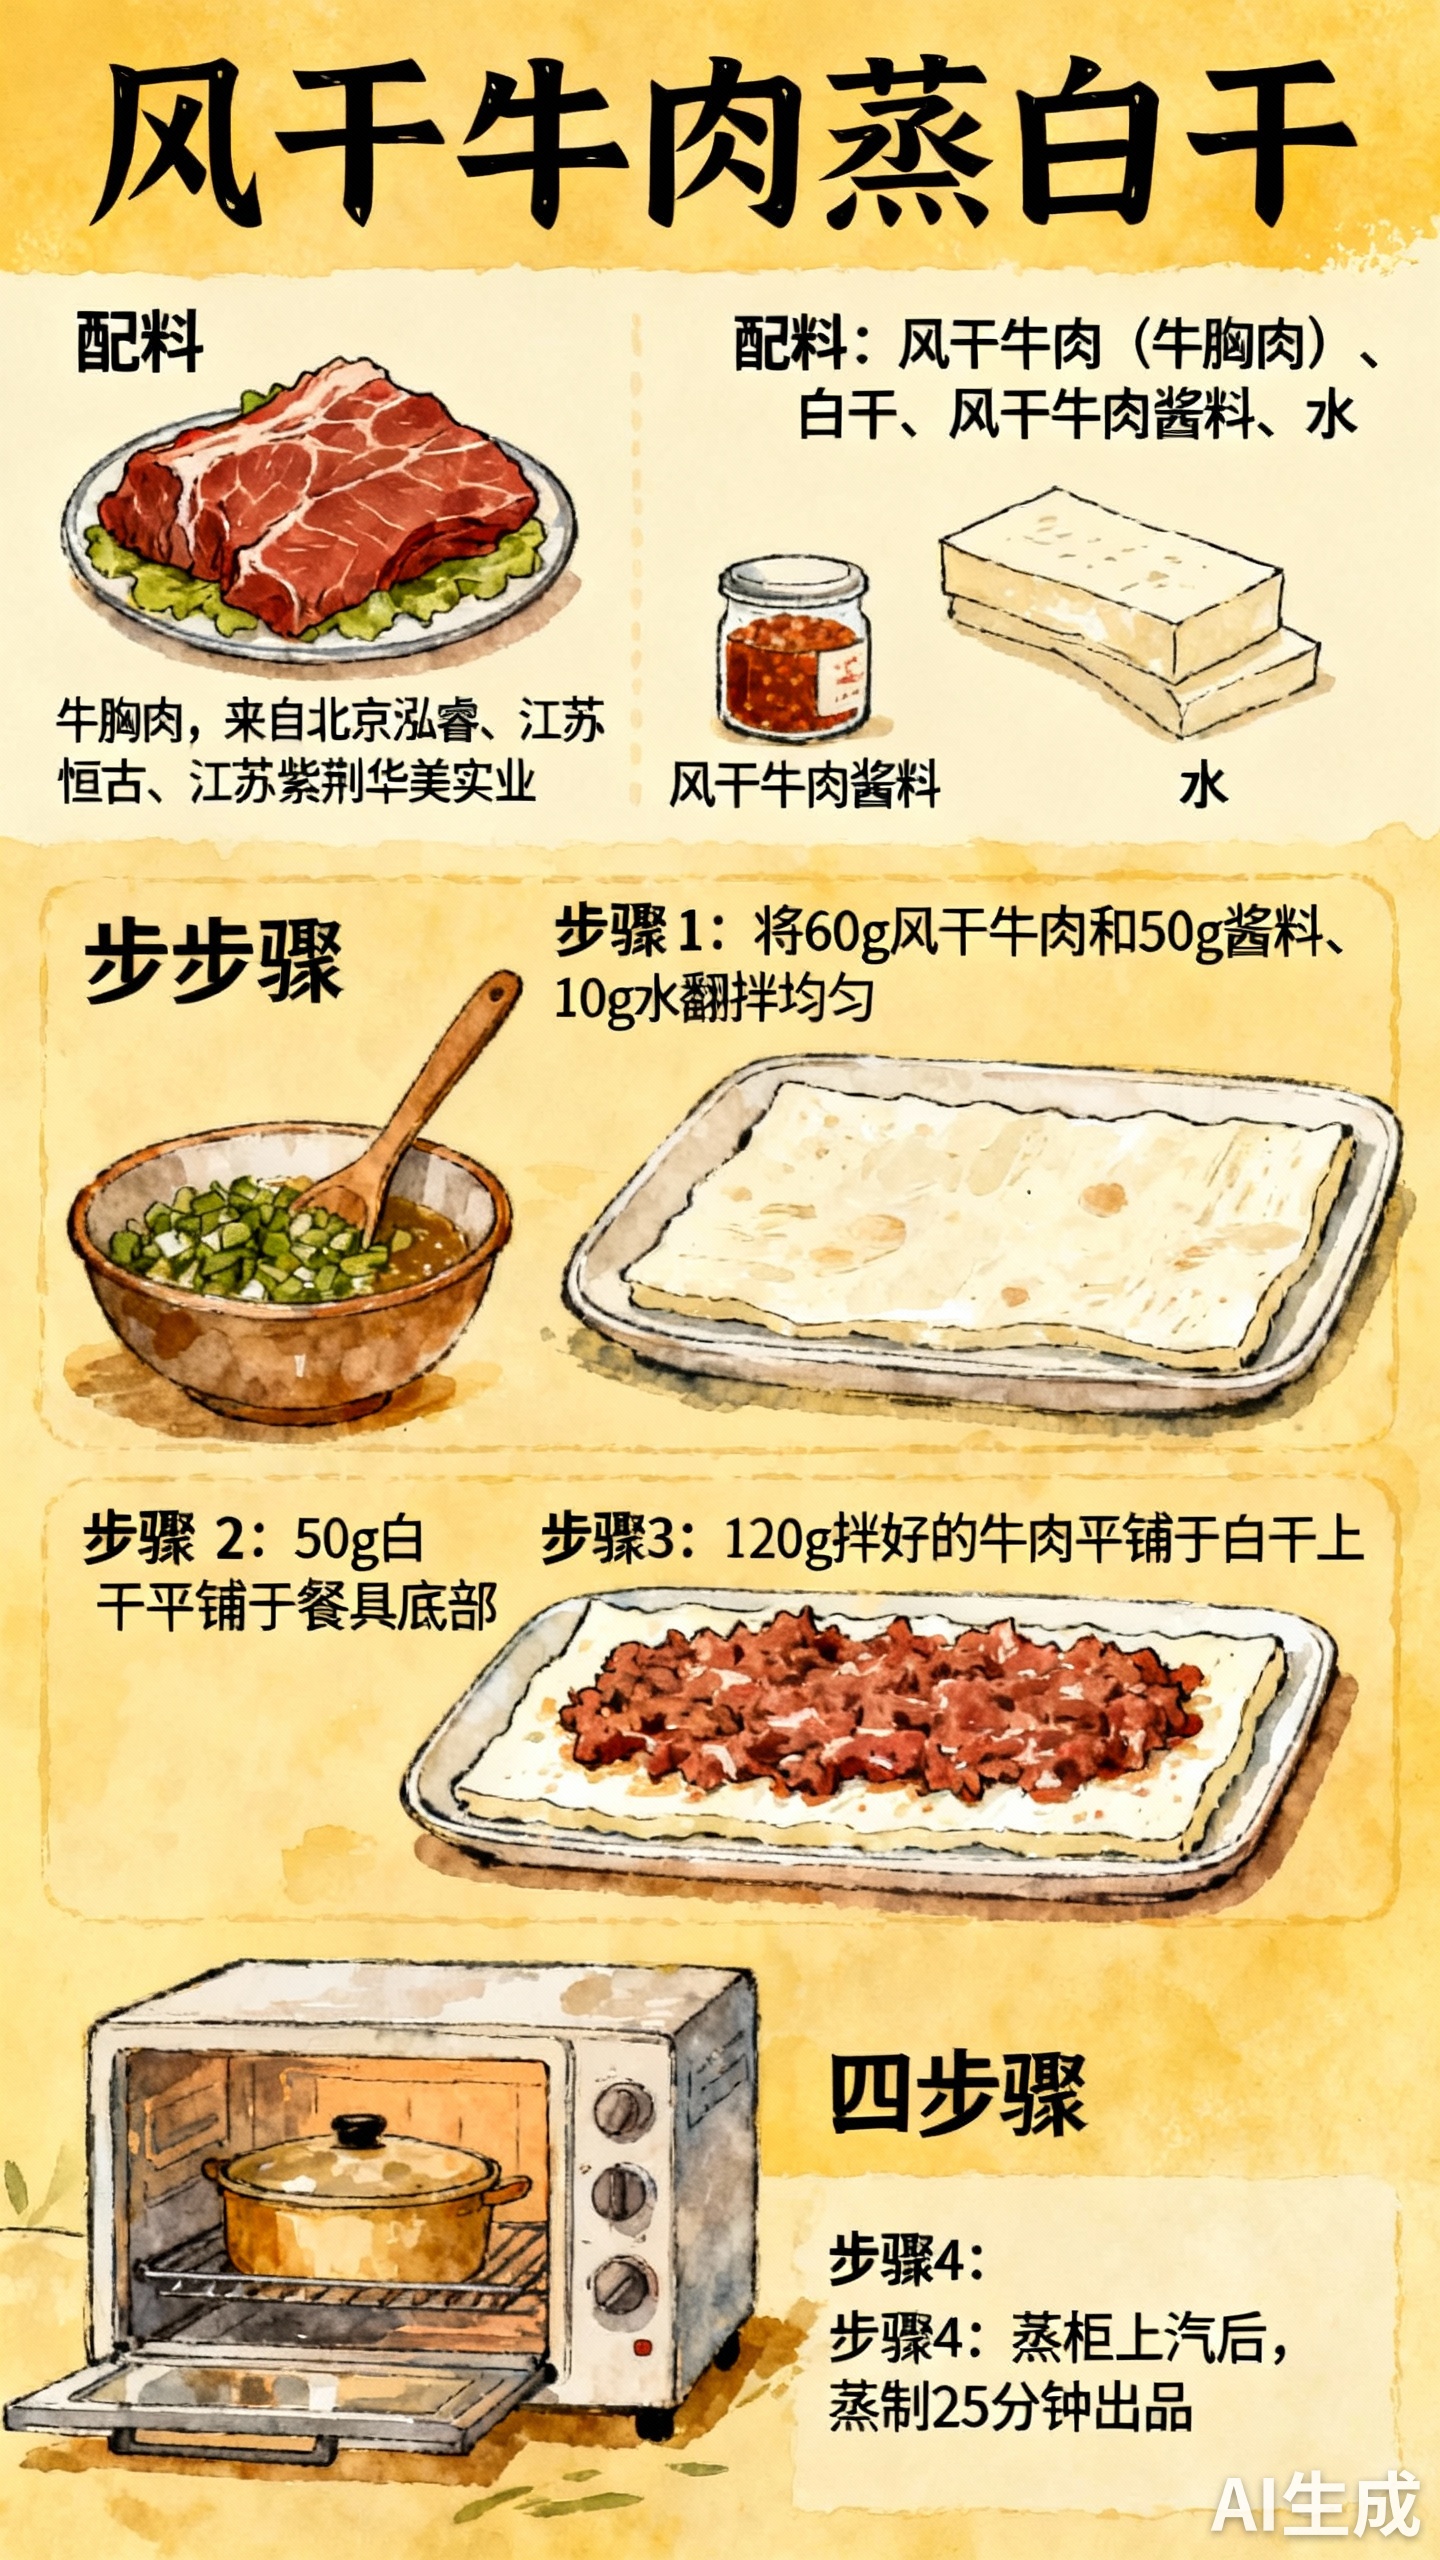 风干牛肉蒸白干
配料
配料：风干牛肉（牛胸肉）、
白干、风干牛肉酱料、水
牛胸肉，来自北京泓睿、江苏
恒古、江苏紫荆华美实业
风干牛肉酱料
水
步步骤
步骤 1：将60g风干牛肉和50g酱料、
10g水翻拌均匀
步骤 2：50g白
干平铺于餐具底部
步骤3：120g拌好的牛肉平铺于白干上
四步骤
步骤4：
步骤4：蒸柜上汽后，
蒸制25分钟出品
AI生成